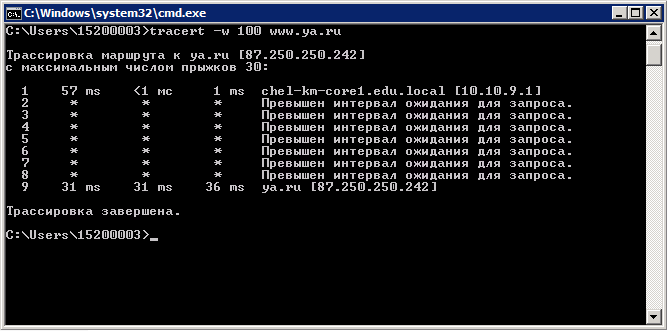 C:\Windows\system32\cmd.exe
C:\Users\15200003>tracert -w 100 www.ya.ru
Трассировка маршрута к ya.ru [87.250.250.242]
с максимальным числом прыжков 30:
1 57 ms <1 мс 1 ms chel-km-core1.edu.local [10.10.9.1]
2 * * * Превышен интервал ожидания для запроса.
3 * * * Превышен интервал ожидания для запроса.
4 * * * Превышен интервал ожидания для запроса.
5 * * * Превышен интервал ожидания для запроса.
6 * * * Превышен интервал ожидания для запроса.
7 * * * Превышен интервал ожидания для запроса.
8 * * * Превышен интервал ожидания для запроса.
9 31 ms 31 ms 36 ms ya.ru [87.250.250.242]
Трассировка завершена.
C:\Users\15200003>_